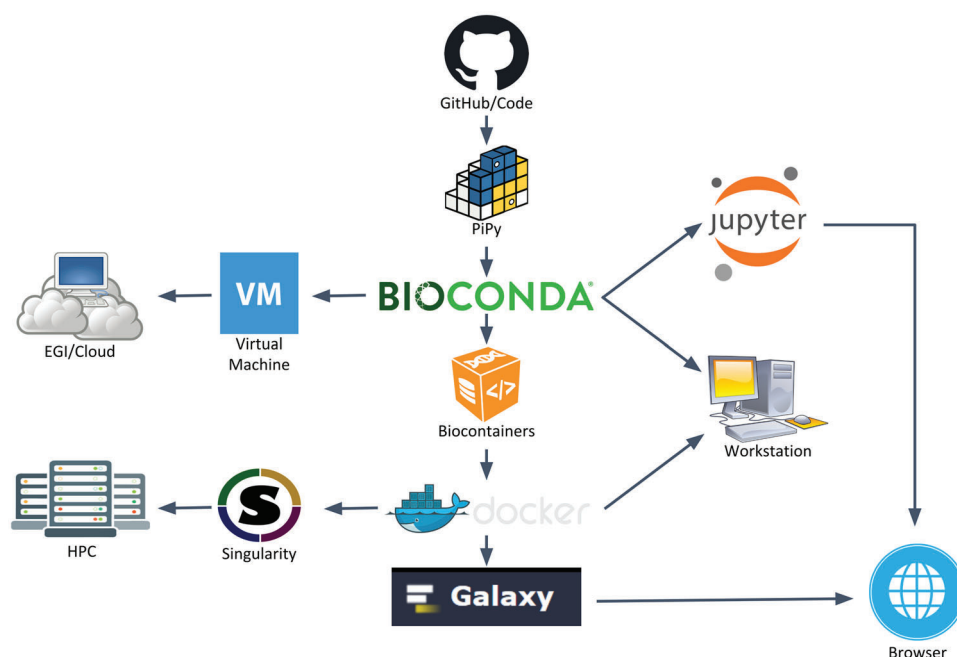 GitHub/Code
PiPy
jupyter
BIOCONDA®
VM
EGI/Cloud
Virtual
Machine
</>
Biocontainers
Workstation
docker
S
HPC
Singularity
Galaxy
Browser